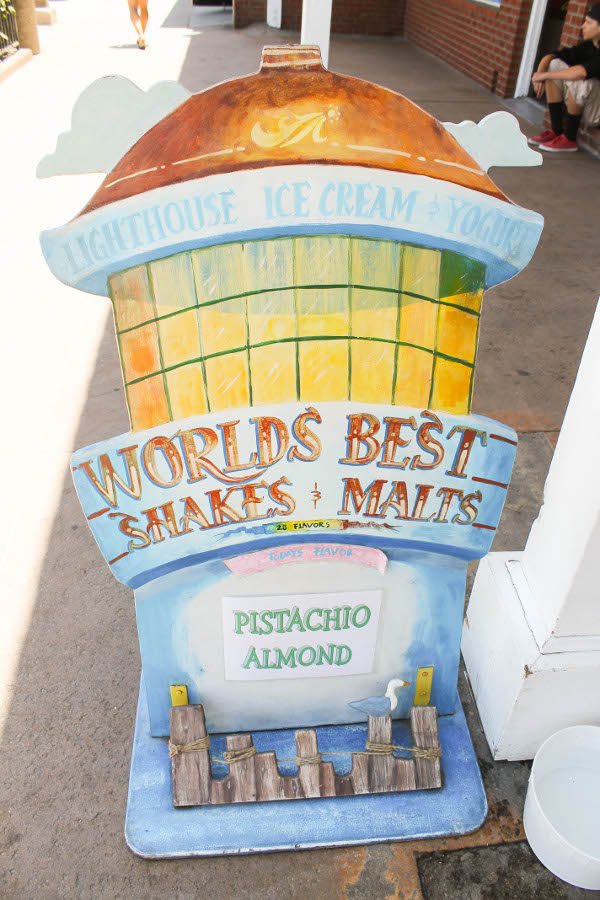 LIGHTHOUSE ICE CREAM & YOGURT
WORLDS BEST
SHAKES & MALTS
28 FLAVORS
TODAYS FLAVOR
PISTACHIO
ALMOND